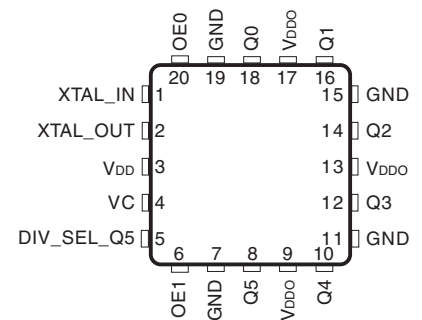 OE0 GND Q0 VDDO Q1
20 19 18 17 16
XTAL_IN 1 15 GND
XTAL_OUT 2 14 Q2
VDD 3 13 VDDO
VC 4 12 Q3
DIV_SEL_Q5 5 11 GND
6 7 8 9 10
OE1 GND Q5 VDDO Q4